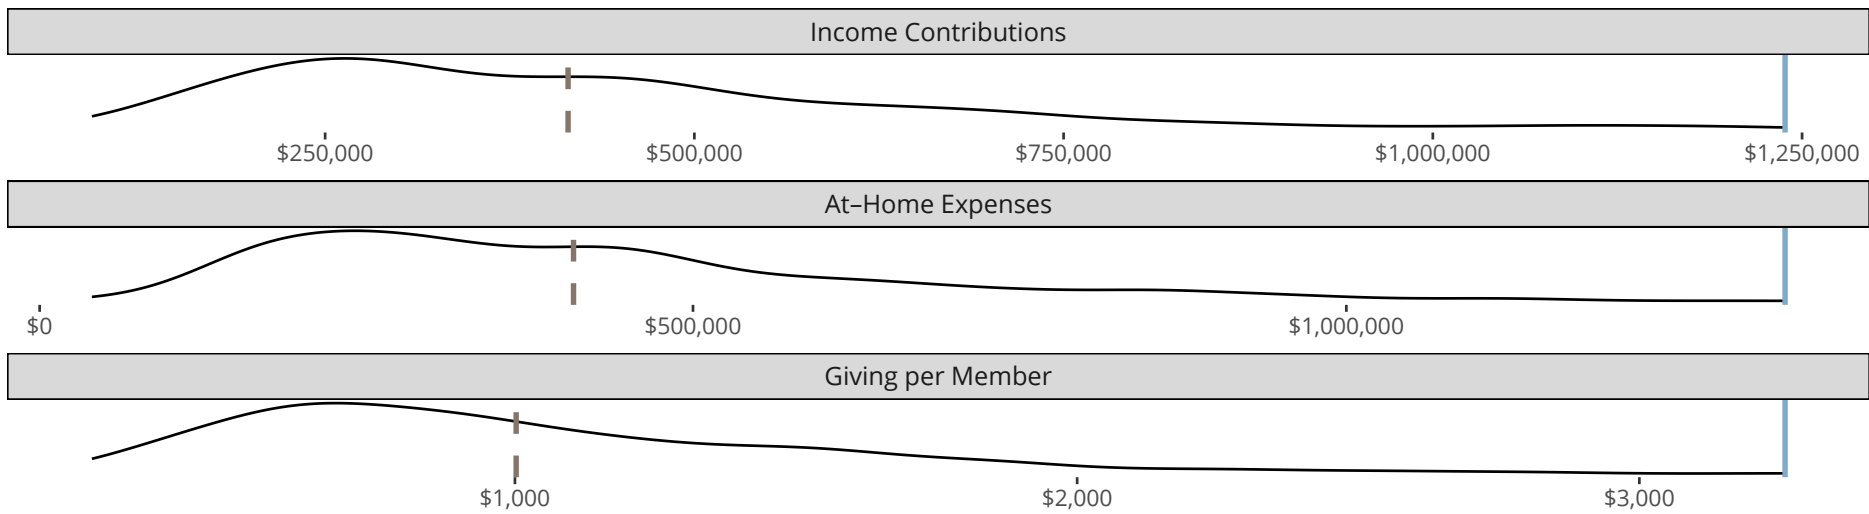 Income Contributions
$250,000 $500,000 $750,000 $1,000,000 $1,250,000
At–Home Expenses
$0 $500,000 $1,000,000
Giving per Member
$1,000 $2,000 $3,000